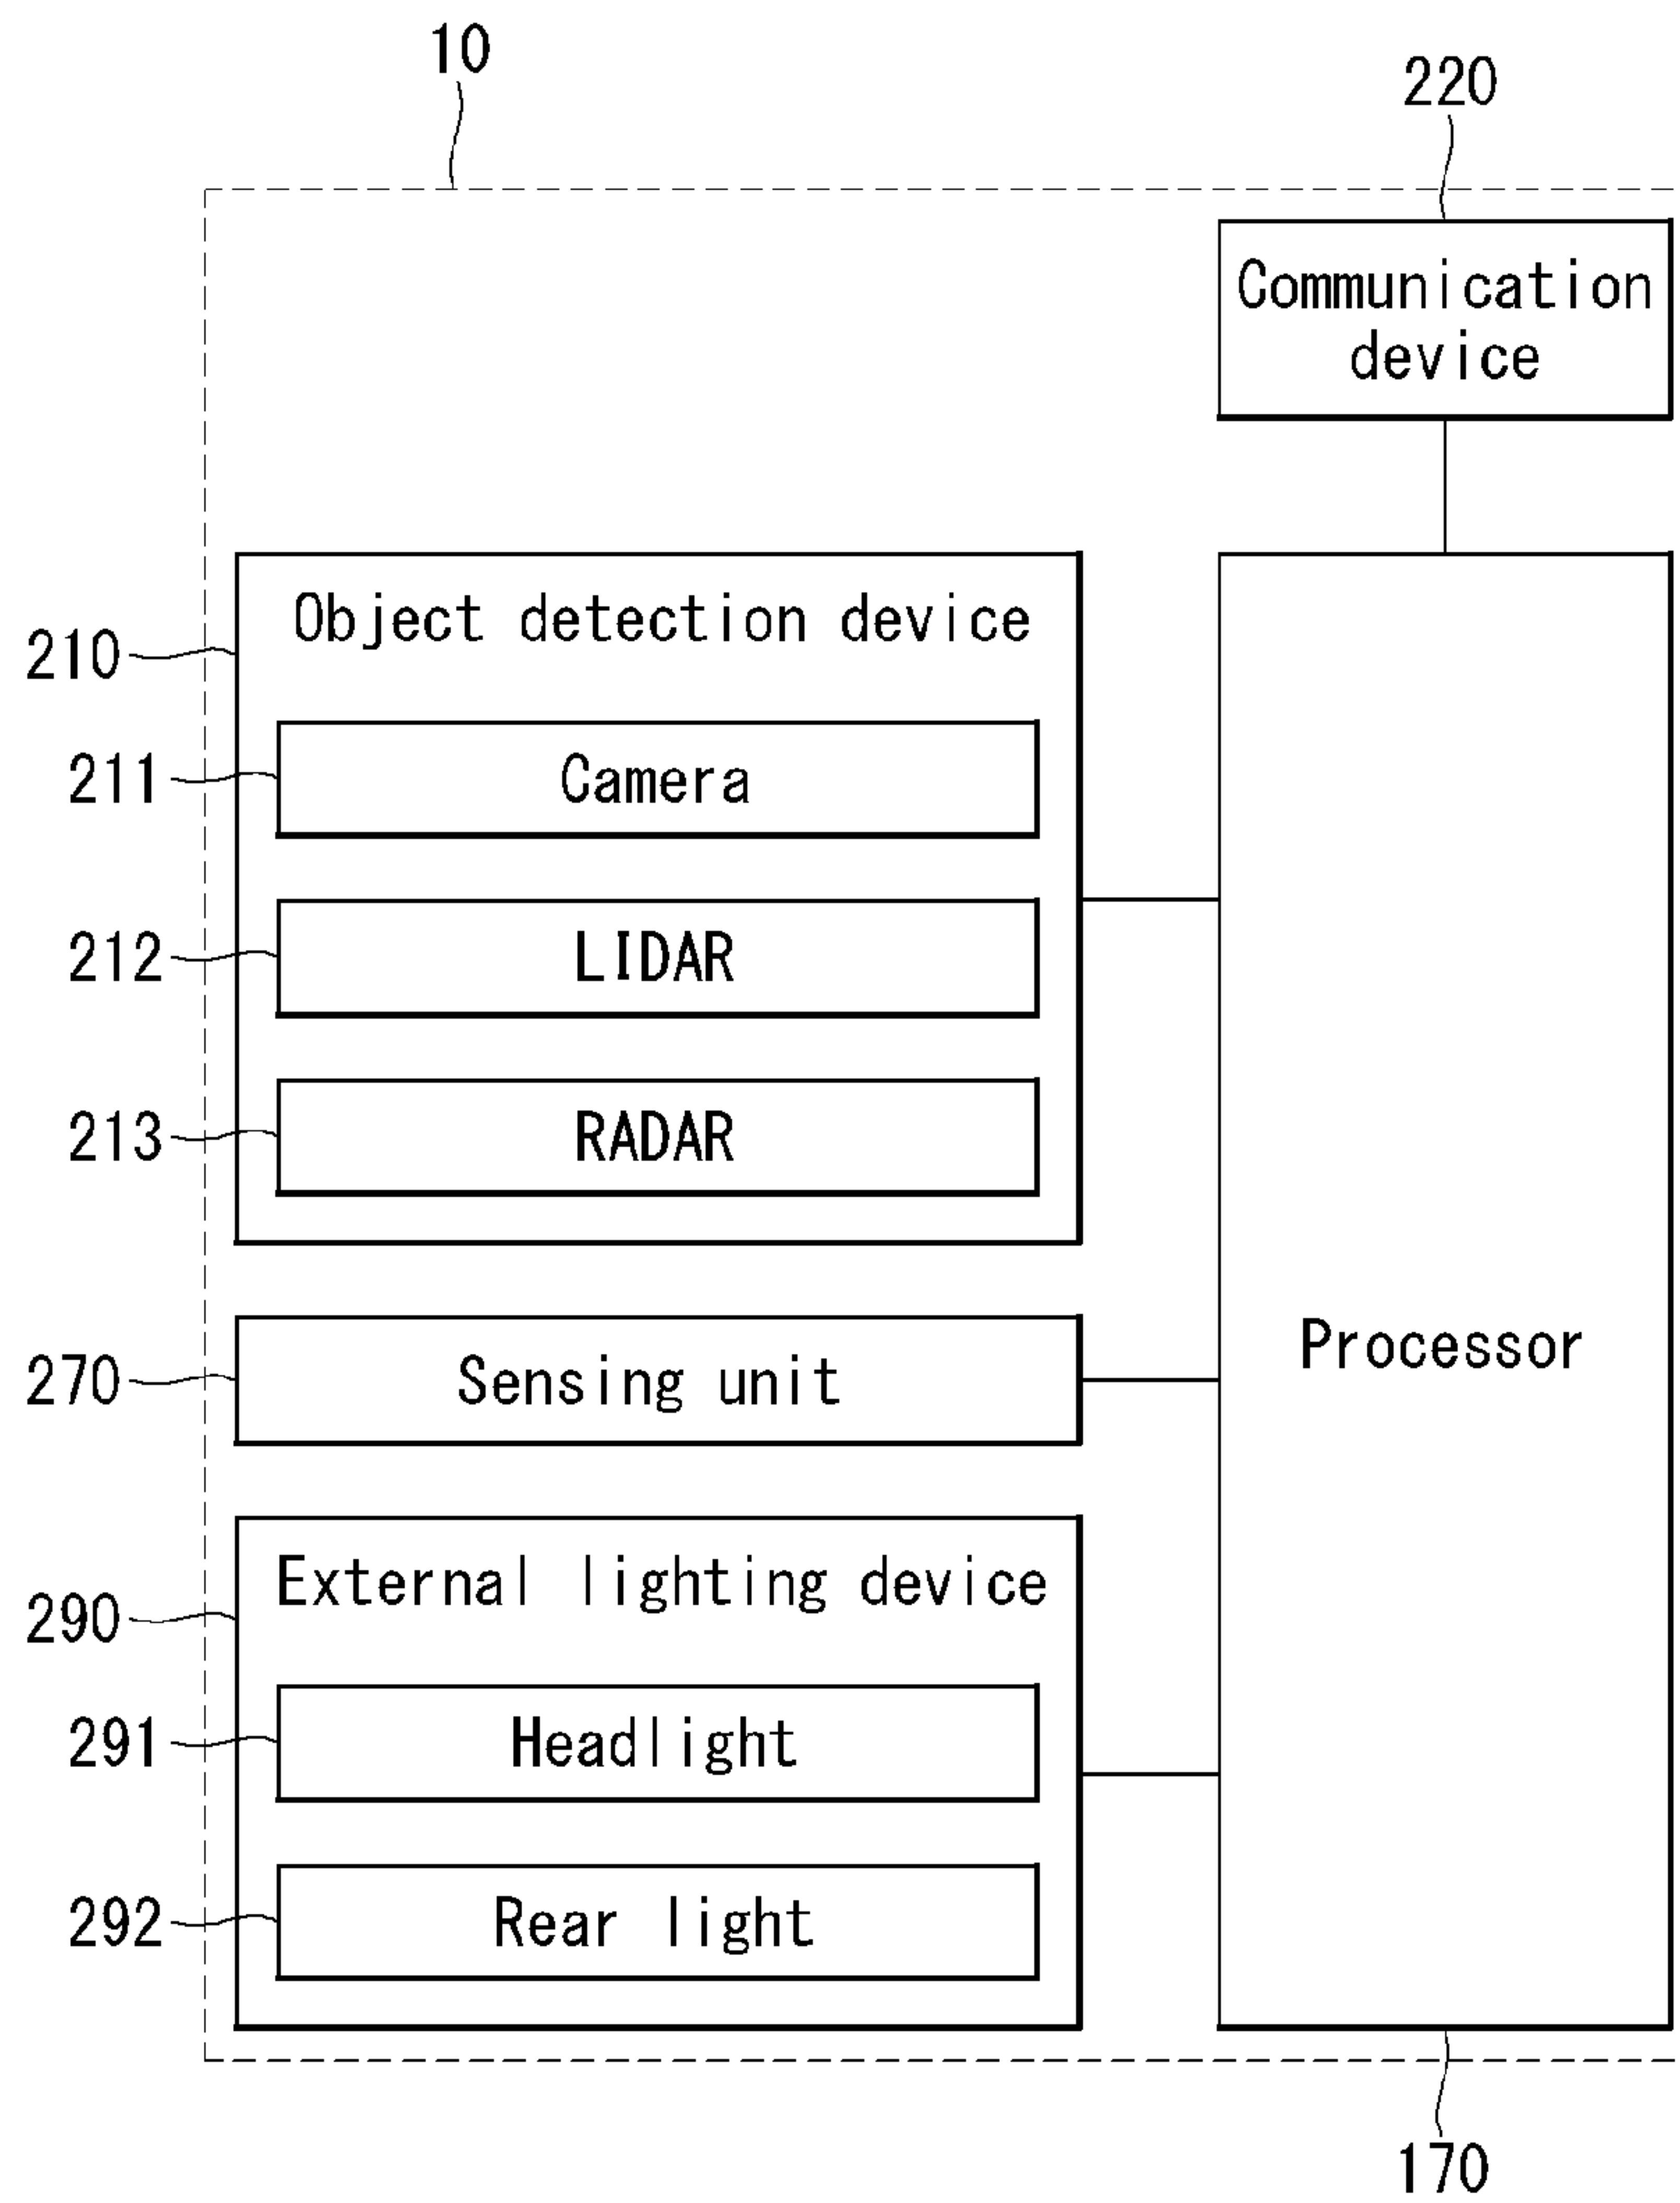 10
220
Communication
device
Object detection device
210
211
Camera
212
LIDAR
213
RADAR
Processor
270
Sensing unit
External lighting device
290
291
Headlight
292
Rear light
170